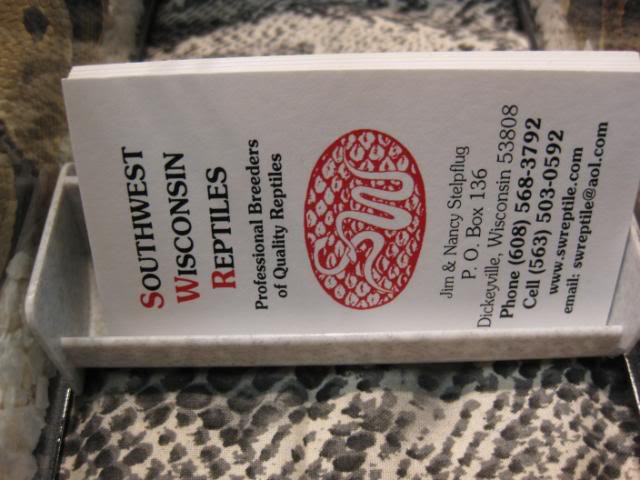 SOUTHWEST
WISCONSIN
REPTILES
Professional Breeders
of Quality Reptiles
Jim & Nancy Stelpflug
P. O. Box 136
Dickeyville, Wisconsin 53808
Phone (608) 568-3792
Cell (563) 503-0592
www.swreptile.com
email: swreptile@aol.com